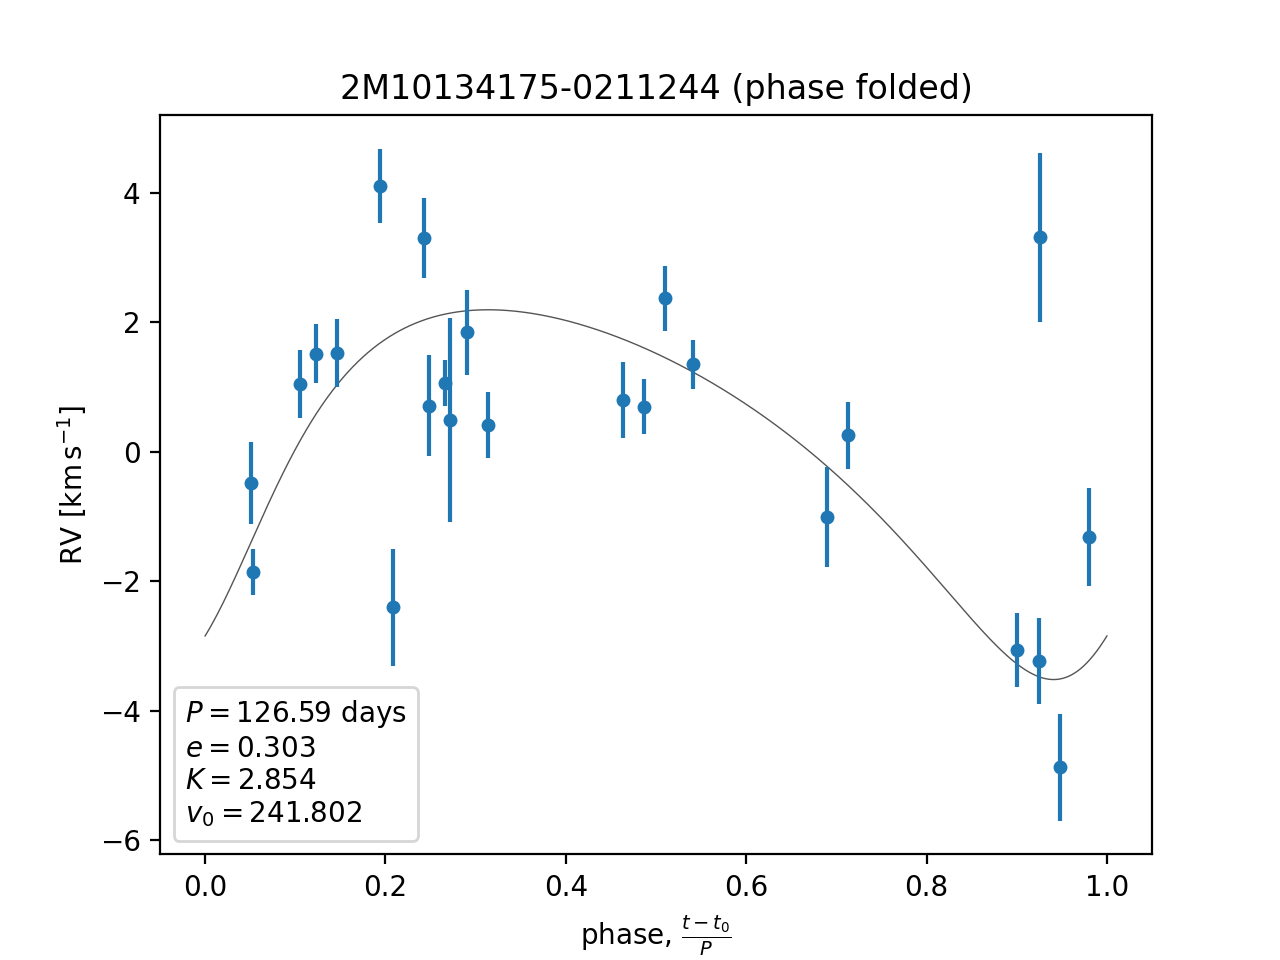 2M10134175-0211244 (phase folded)
4
2
0
−2
−4
−6
RV [km s⁻¹]
P = 126.59 days
e = 0.303
K = 2.854
v₀ = 241.802
0.0 0.2 0.4 0.6 0.8 1.0
phase, (t − t₀)/P